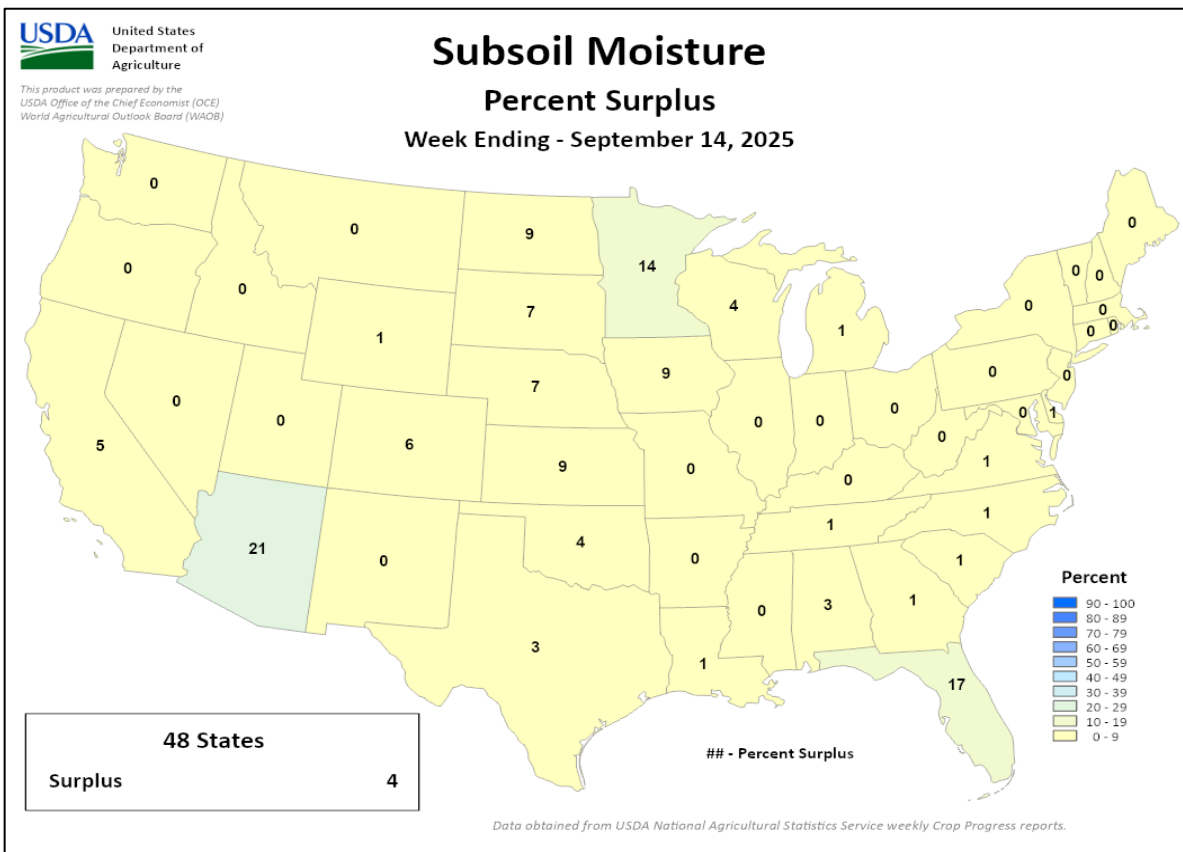 USDA
United States
Department of
Agriculture
This product was prepared by the
USDA Office of the Chief Economist (OCE)
World Agricultural Outlook Board (WAOB)
Subsoil Moisture
Percent Surplus
Week Ending - September 14, 2025
0
0
9
0
14
0
0
0
0
0
7
4
0
0
1
0
0
1
7
9
0
0
0
0
0
0
0
0
1
5
6
9
0
0
1
21
0
4
0
1
1
1
3
1
0
3
1
17
Percent
90 - 100
80 - 89
70 - 79
60 - 69
50 - 59
40 - 49
30 - 39
20 - 29
10 - 19
0 - 9
48 States
Surplus 4
## - Percent Surplus
Data obtained from USDA National Agricultural Statistics Service weekly Crop Progress reports.